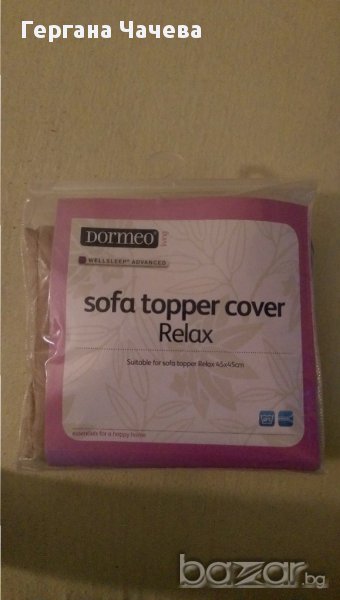 Гергана Чачева
DORMEO
living
WELLSLEEP® ADVANCED
sofa topper cover
Relax
Suitable for sofa topper Relax 45x45cm
essentials for a happy home
bazar.bg